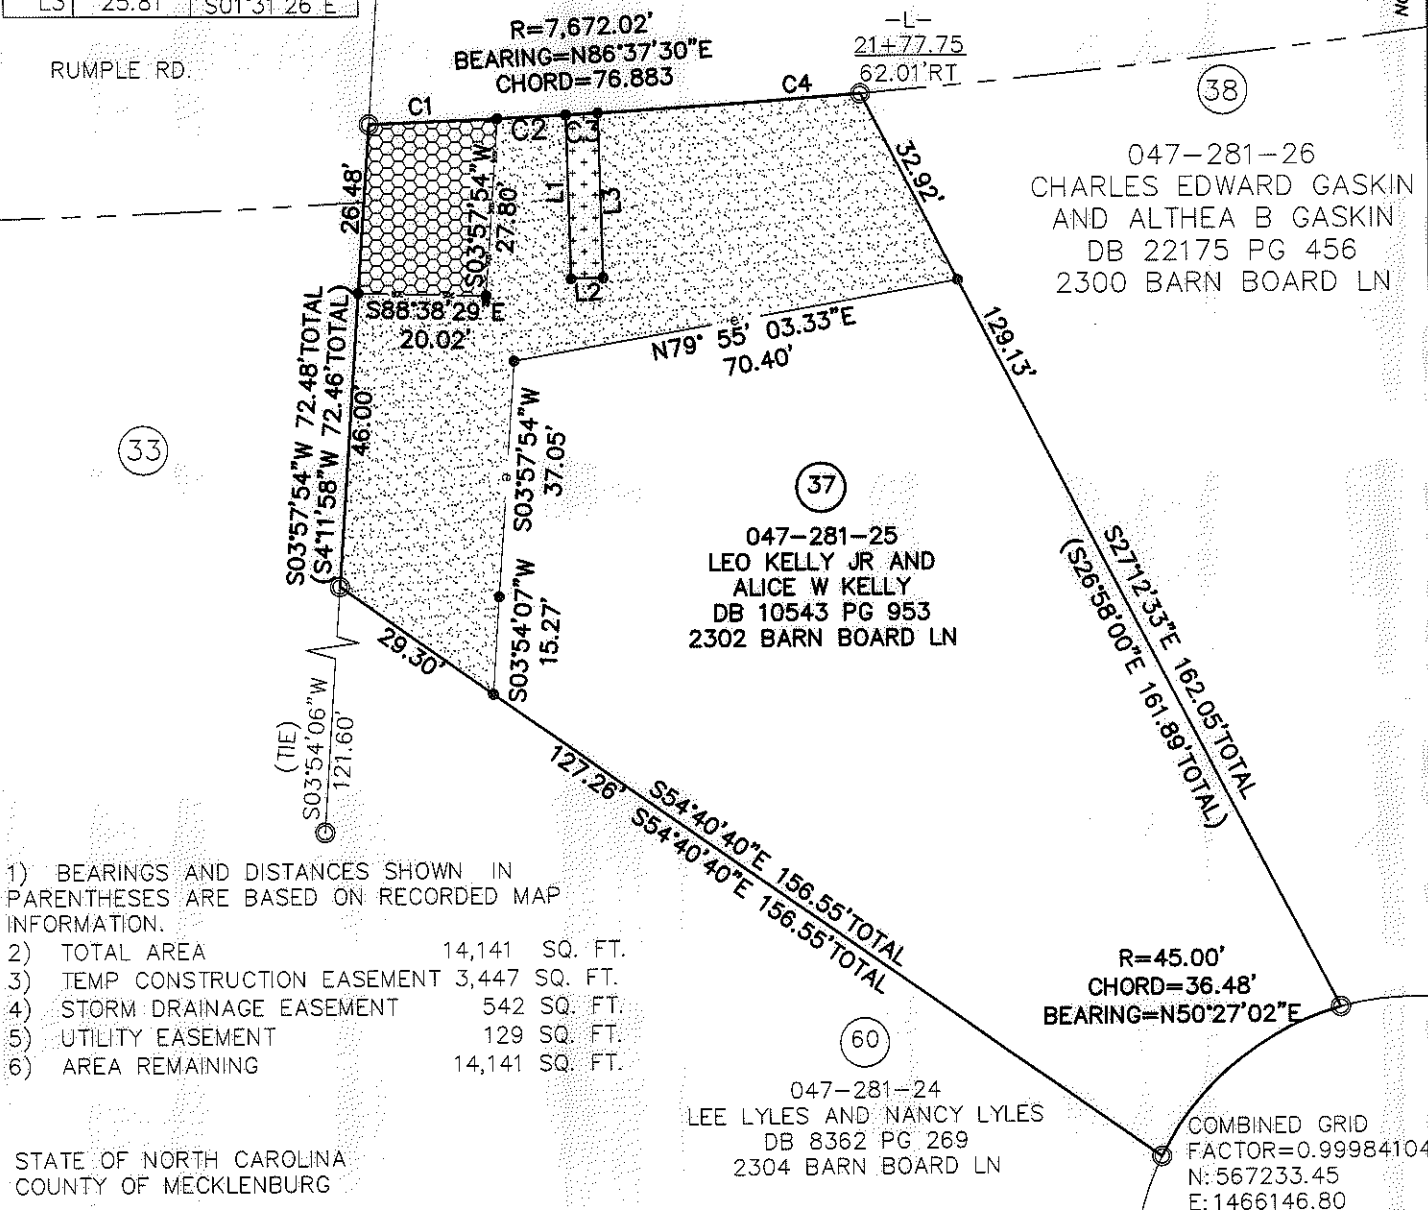 L3 25.81' S01°31'26"E
RUMPLE RD.
R=7,672.02'
BEARING=N86°37'30"E
CHORD=76.883
-L-
21+77.75
62.01'RT
C1
C2
C3
C4
38
047-281-26
CHARLES EDWARD GASKIN
AND ALTHEA B GASKIN
DB 22175 PG 456
2300 BARN BOARD LN
26.48'
S03°57'54"W
27.80'
L1
L3
L2
32.92'
S88°38'29"E
20.02'
N79° 55' 03.33"E
70.40'
129.13'
S03°57'54"W 72.48'TOTAL
(S4°11'58"W 72.46'TOTAL)
46.00'
33
S03°57'54"W
37.05'
37
047-281-25
LEO KELLY JR AND
ALICE W KELLY
DB 10543 PG 953
2302 BARN BOARD LN
S27°12'33"E 162.05'TOTAL
(S26°58'00"E 161.89'TOTAL)
S03°54'07"W
15.27'
29.30'
(TIE)
S03°54'06"W
121.60'
127.26'
S54°40'40"E 156.55'TOTAL
S54°40'40"E 156.55'TOTAL
1) BEARINGS AND DISTANCES SHOWN IN
PARENTHESES ARE BASED ON RECORDED MAP
INFORMATION.
2) TOTAL AREA 14,141 SQ. FT.
3) TEMP CONSTRUCTION EASEMENT 3,447 SQ. FT.
4) STORM DRAINAGE EASEMENT 542 SQ. FT.
5) UTILITY EASEMENT 129 SQ. FT.
6) AREA REMAINING 14,141 SQ. FT.
R=45.00'
CHORD=36.48'
BEARING=N50°27'02"E
60
047-281-24
LEE LYLES AND NANCY LYLES
DB 8362 PG 269
2304 BARN BOARD LN
COMBINED GRID
FACTOR=0.99984104
N: 567233.45
E: 1466146.80
STATE OF NORTH CAROLINA
COUNTY OF MECKLENBURG